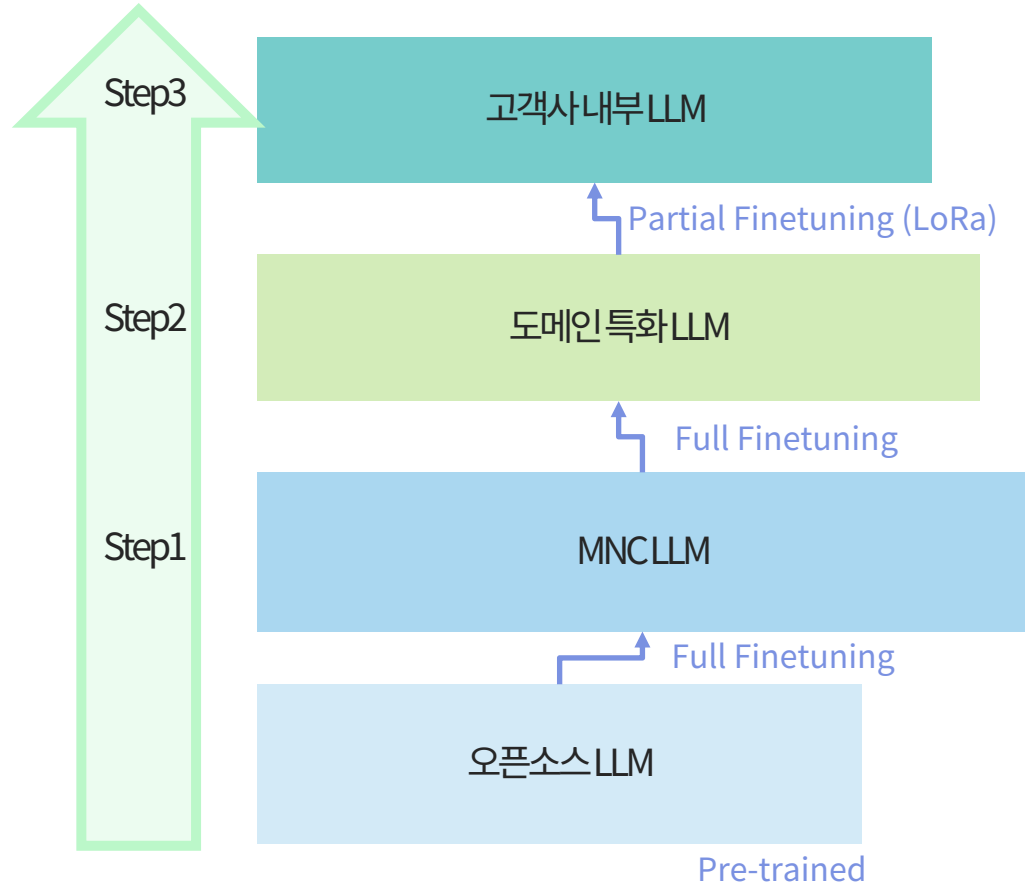 Step3
고객사 내부 LLM
Partial Finetuning (LoRa)
Step2
도메인 특화 LLM
Full Finetuning
Step1
MNC LLM
Full Finetuning
오픈소스 LLM
Pre-trained